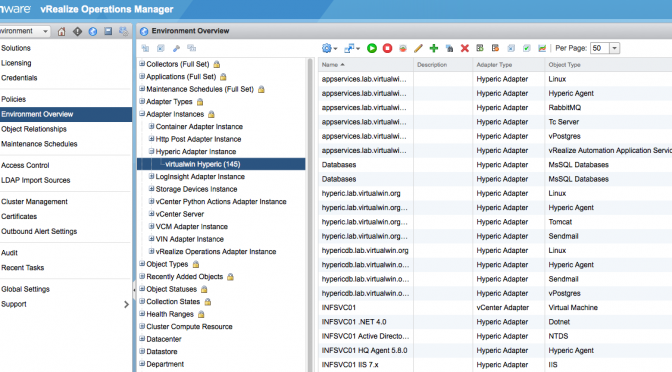 mware vRealize Operations Manager
vironment
Solutions
Licensing
Credentials
Policies
Environment Overview
Object Relationships
Maintenance Schedules
Access Control
LDAP Import Sources
Cluster Management
Certificates
Outbound Alert Settings
Audit
Recent Tasks
Global Settings
Support
Environment Overview
Collectors (Full Set)
Applications (Full Set)
Maintenance Schedules (Full Set)
Adapter Types
Adapter Instances
Container Adapter Instance
Http Post Adapter Instance
Hyperic Adapter Instance
virtualwin Hyperic (145)
LogInsight Adapter Instance
Storage Devices Instance
vCenter Python Actions Adapter Instance
vCenter Server
VCM Adapter Instance
VIN Adapter Instance
vRealize Operations Adapter Instance
Object Types
Recently Added Objects
Object Statuses
Collection States
Health Ranges
Cluster Compute Resource
Datacenter
Datastore
Department
Per Page: 50
Name Description Adapter Type Object Type
appservices.lab.virtualwi... Hyperic Adapter Linux
appservices.lab.virtualwi... Hyperic Adapter Hyperic Agent
appservices.lab.virtualwi... Hyperic Adapter RabbitMQ
appservices.lab.virtualwi... Hyperic Adapter Tc Server
appservices.lab.virtualwi... Hyperic Adapter vPostgres
appservices.lab.virtualwi... Hyperic Adapter vRealize Automation Application Servic
Databases Hyperic Adapter MsSQL Databases
Databases Hyperic Adapter MsSQL Databases
hyperic.lab.virtualwin.org Hyperic Adapter Linux
hyperic.lab.virtualwin.org... Hyperic Adapter Hyperic Agent
hyperic.lab.virtualwin.org... Hyperic Adapter Tomcat
hyperic.lab.virtualwin.org... Hyperic Adapter Sendmail
hypericdb.lab.virtualwin.org Hyperic Adapter Linux
hypericdb.lab.virtualwin.o... Hyperic Adapter Hyperic Agent
hypericdb.lab.virtualwin.o... Hyperic Adapter Sendmail
hypericdb.lab.virtualwin.o... Hyperic Adapter vPostgres
INFSVC01 vCenter Adapter Virtual Machine
INFSVC01 .NET 4.0 Hyperic Adapter Dotnet
INFSVC01 Active Directo... Hyperic Adapter NTDS
INFSVC01 HQ Agent 5.8.0 Hyperic Adapter Hyperic Agent
INFSVC01 IIS 7.x Hyperic Adapter IIS